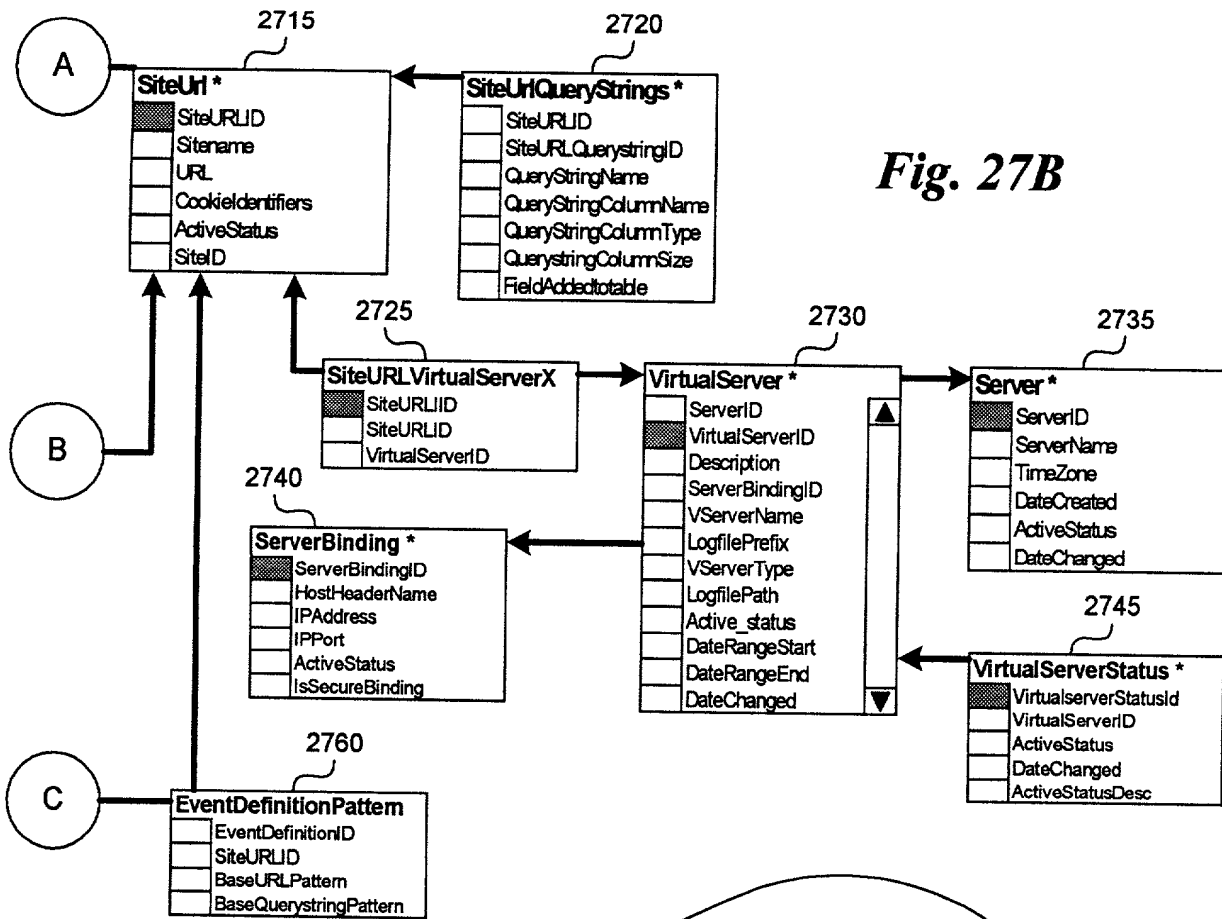 2715
2720
A
SiteUrl *
SiteURLID
Sitename
URL
CookieIdentifiers
ActiveStatus
SiteID
SiteUrlQueryStrings *
SiteURLID
SiteURLQuerystringID
QueryStringName
QueryStringColumnName
QueryStringColumnType
QuerystringColumnSize
FieldAddedtotable
Fig. 27B
2725
2730
2735
B
SiteURLVirtualServerX
SiteURLIID
SiteURLID
VirtualServerID
VirtualServer *
ServerID
VirtualServerID
Description
ServerBindingID
VServerName
LogfilePrefix
VServerType
LogfilePath
Active_status
DateRangeStart
DateRangeEnd
DateChanged
Server *
ServerID
ServerName
TimeZone
DateCreated
ActiveStatus
DateChanged
2740
ServerBinding *
ServerBindingID
HostHeaderName
IPAddress
IPPort
ActiveStatus
IsSecureBinding
2745
VirtualServerStatus *
VirtualserverStatusId
VirtualServerID
ActiveStatus
DateChanged
ActiveStatusDesc
2760
C
EventDefinitionPattern
EventDefinitionID
SiteURLID
BaseURLPattern
BaseQuerystringPattern